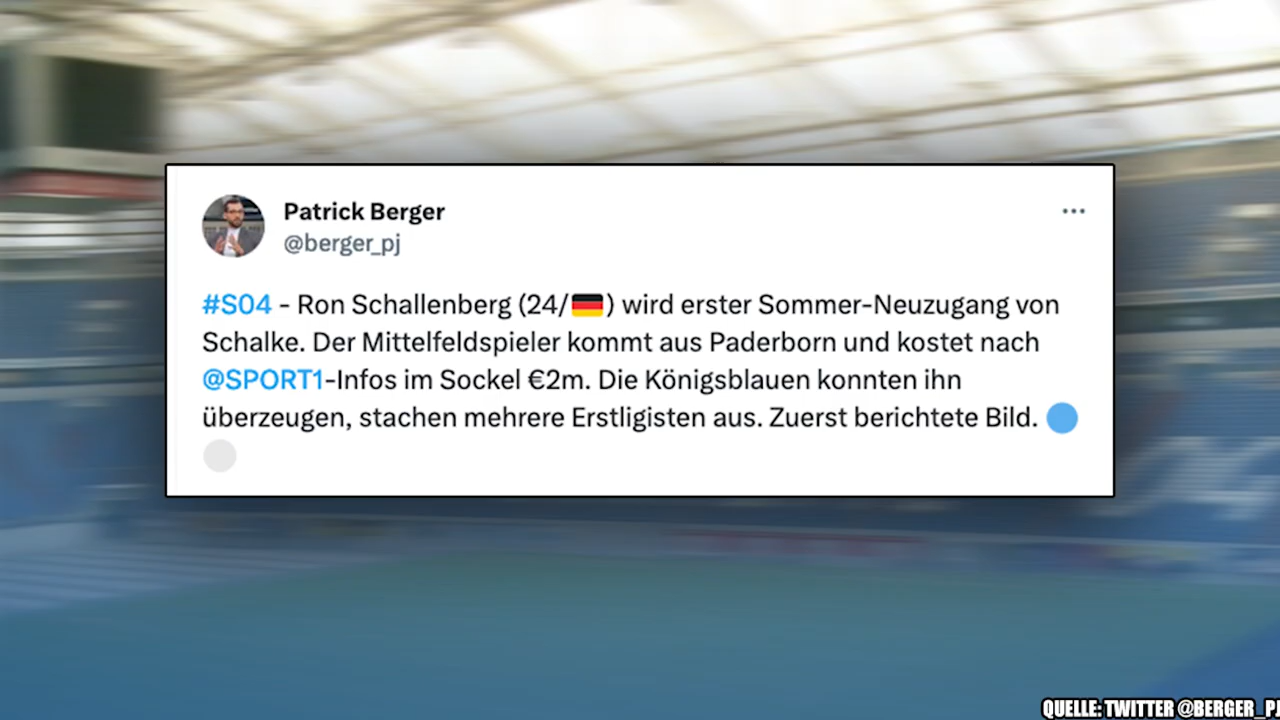 Patrick Berger
@berger_pj
#S04 - Ron Schallenberg (24/🇩🇪) wird erster Sommer-Neuzugang von
Schalke. Der Mittelfeldspieler kommt aus Paderborn und kostet nach
@SPORT1-Infos im Sockel €2m. Die Königsblauen konnten ihn
überzeugen, stachen mehrere Erstligisten aus. Zuerst berichtete Bild. 🔵
⚪
QUELLE: TWITTER @BERGER_PJ